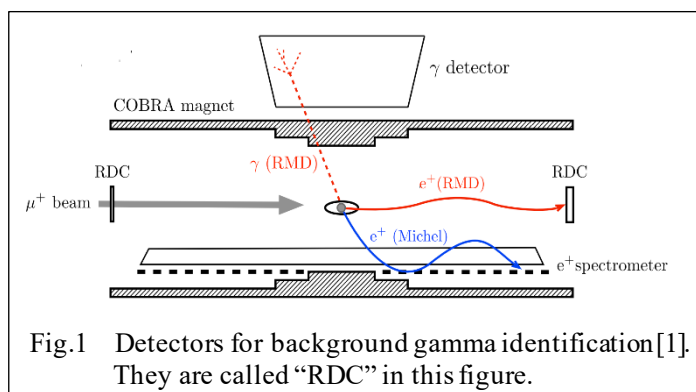 γ detector
COBRA magnet
γ (RMD)
RDC
RDC
e⁺(RMD)
μ⁺ beam
e⁺ (Michel)
e⁺spectrometer
Fig.1 Detectors for background gamma identification[1].
They are called “RDC” in this figure.